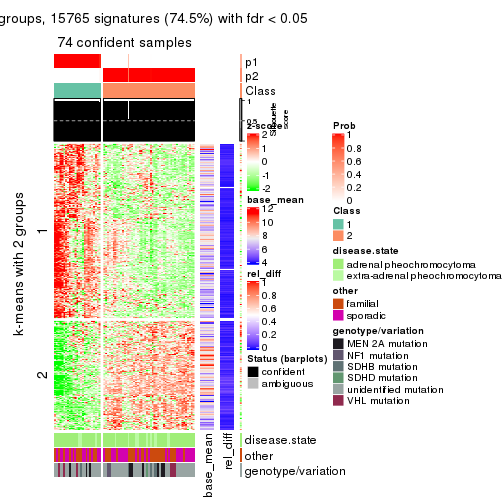 groups, 15765 signatures (74.5%) with fdr < 0.05
74 confident samples
p1
p2
Class
1
0.5
Silhouette
score
k-means with 2 groups
1
2
z-score
2
1
0
-1
-2
base_mean
12
10
8
6
4
rel_diff
1
0.8
0.6
0.4
0.2
0
Status (barplots)
confident
ambiguous
Prob
1
0.8
0.6
0.4
0.2
0
Class
1
2
disease.state
adrenal pheochromocytoma
extra-adrenal pheochromocytoma
other
familial
sporadic
genotype/variation
MEN 2A mutation
NF1 mutation
SDHB mutation
SDHD mutation
unidentified mutation
VHL mutation
disease.state
other
genotype/variation
base_mean
rel_diff